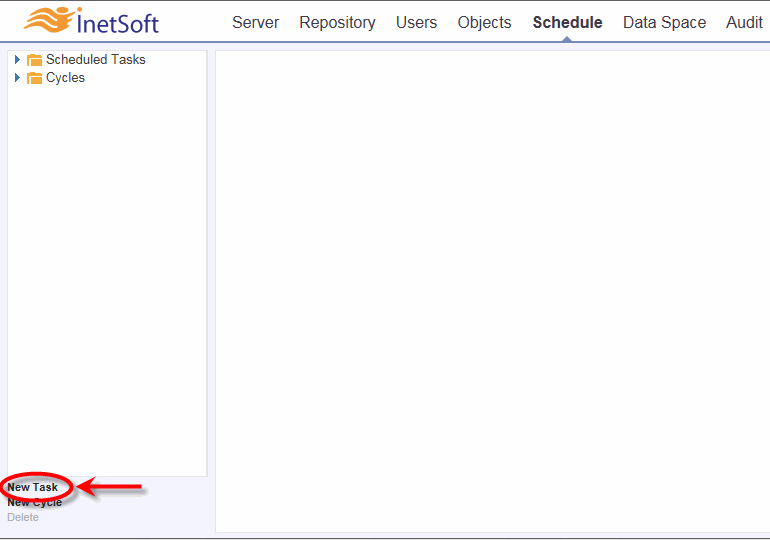 InetSoft
Server Repository Users Objects Schedule Data Space Audit
Scheduled Tasks
Cycles
New Task
New Cycle
Delete